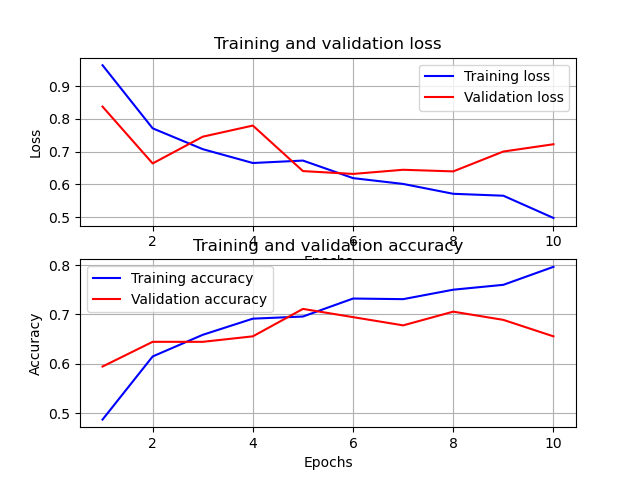 Training and validation loss
Training loss
Validation loss
0.9
0.8
0.7
0.6
0.5
Loss
2 4 6 8 10
Epochs
Training and validation accuracy
Training accuracy
Validation accuracy
0.8
0.7
0.6
0.5
Accuracy
2 4 6 8 10
Epochs